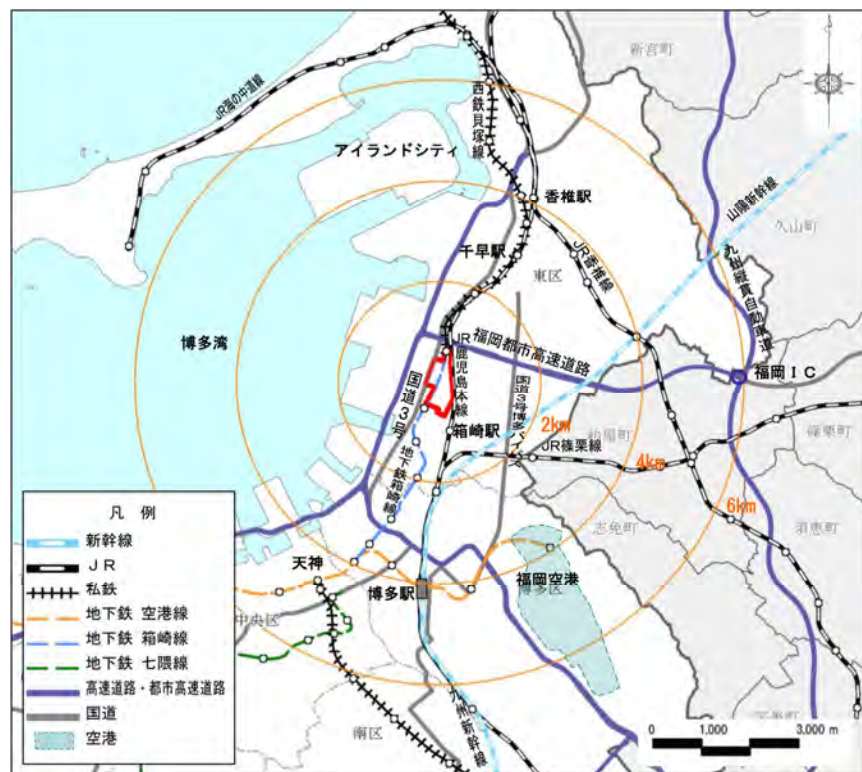 新宮町
JR海の中道線
西鉄貝塚線
アイランドシティ
香椎駅
山陽新幹線
久山町
千早駅
JR香椎線
東区
九州縦貫自動車道
博多湾
JR鹿児島本線
福岡都市高速道路
国道3号
国道3号博多バイ
福岡IC
箱崎駅
2km
粕屋町
篠栗町
JR篠栗線
地下鉄箱崎線
4km
6km
志免町
須恵町
天神
福岡空港
博多区
博多駅
中央区
南区
九州新幹線
凡 例
新幹線
JR
私鉄
地下鉄 空港線
地下鉄 箱崎線
地下鉄 七隈線
高速道路・都市高速道路
国道
空港
0 1,000 3,000 m